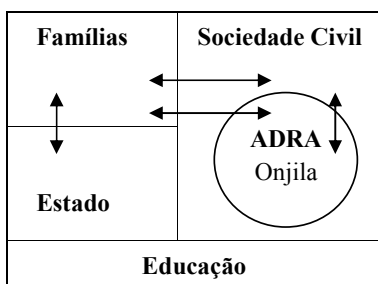 Famílias
Sociedade Civil
ADRA
Onjila
Estado
Educação